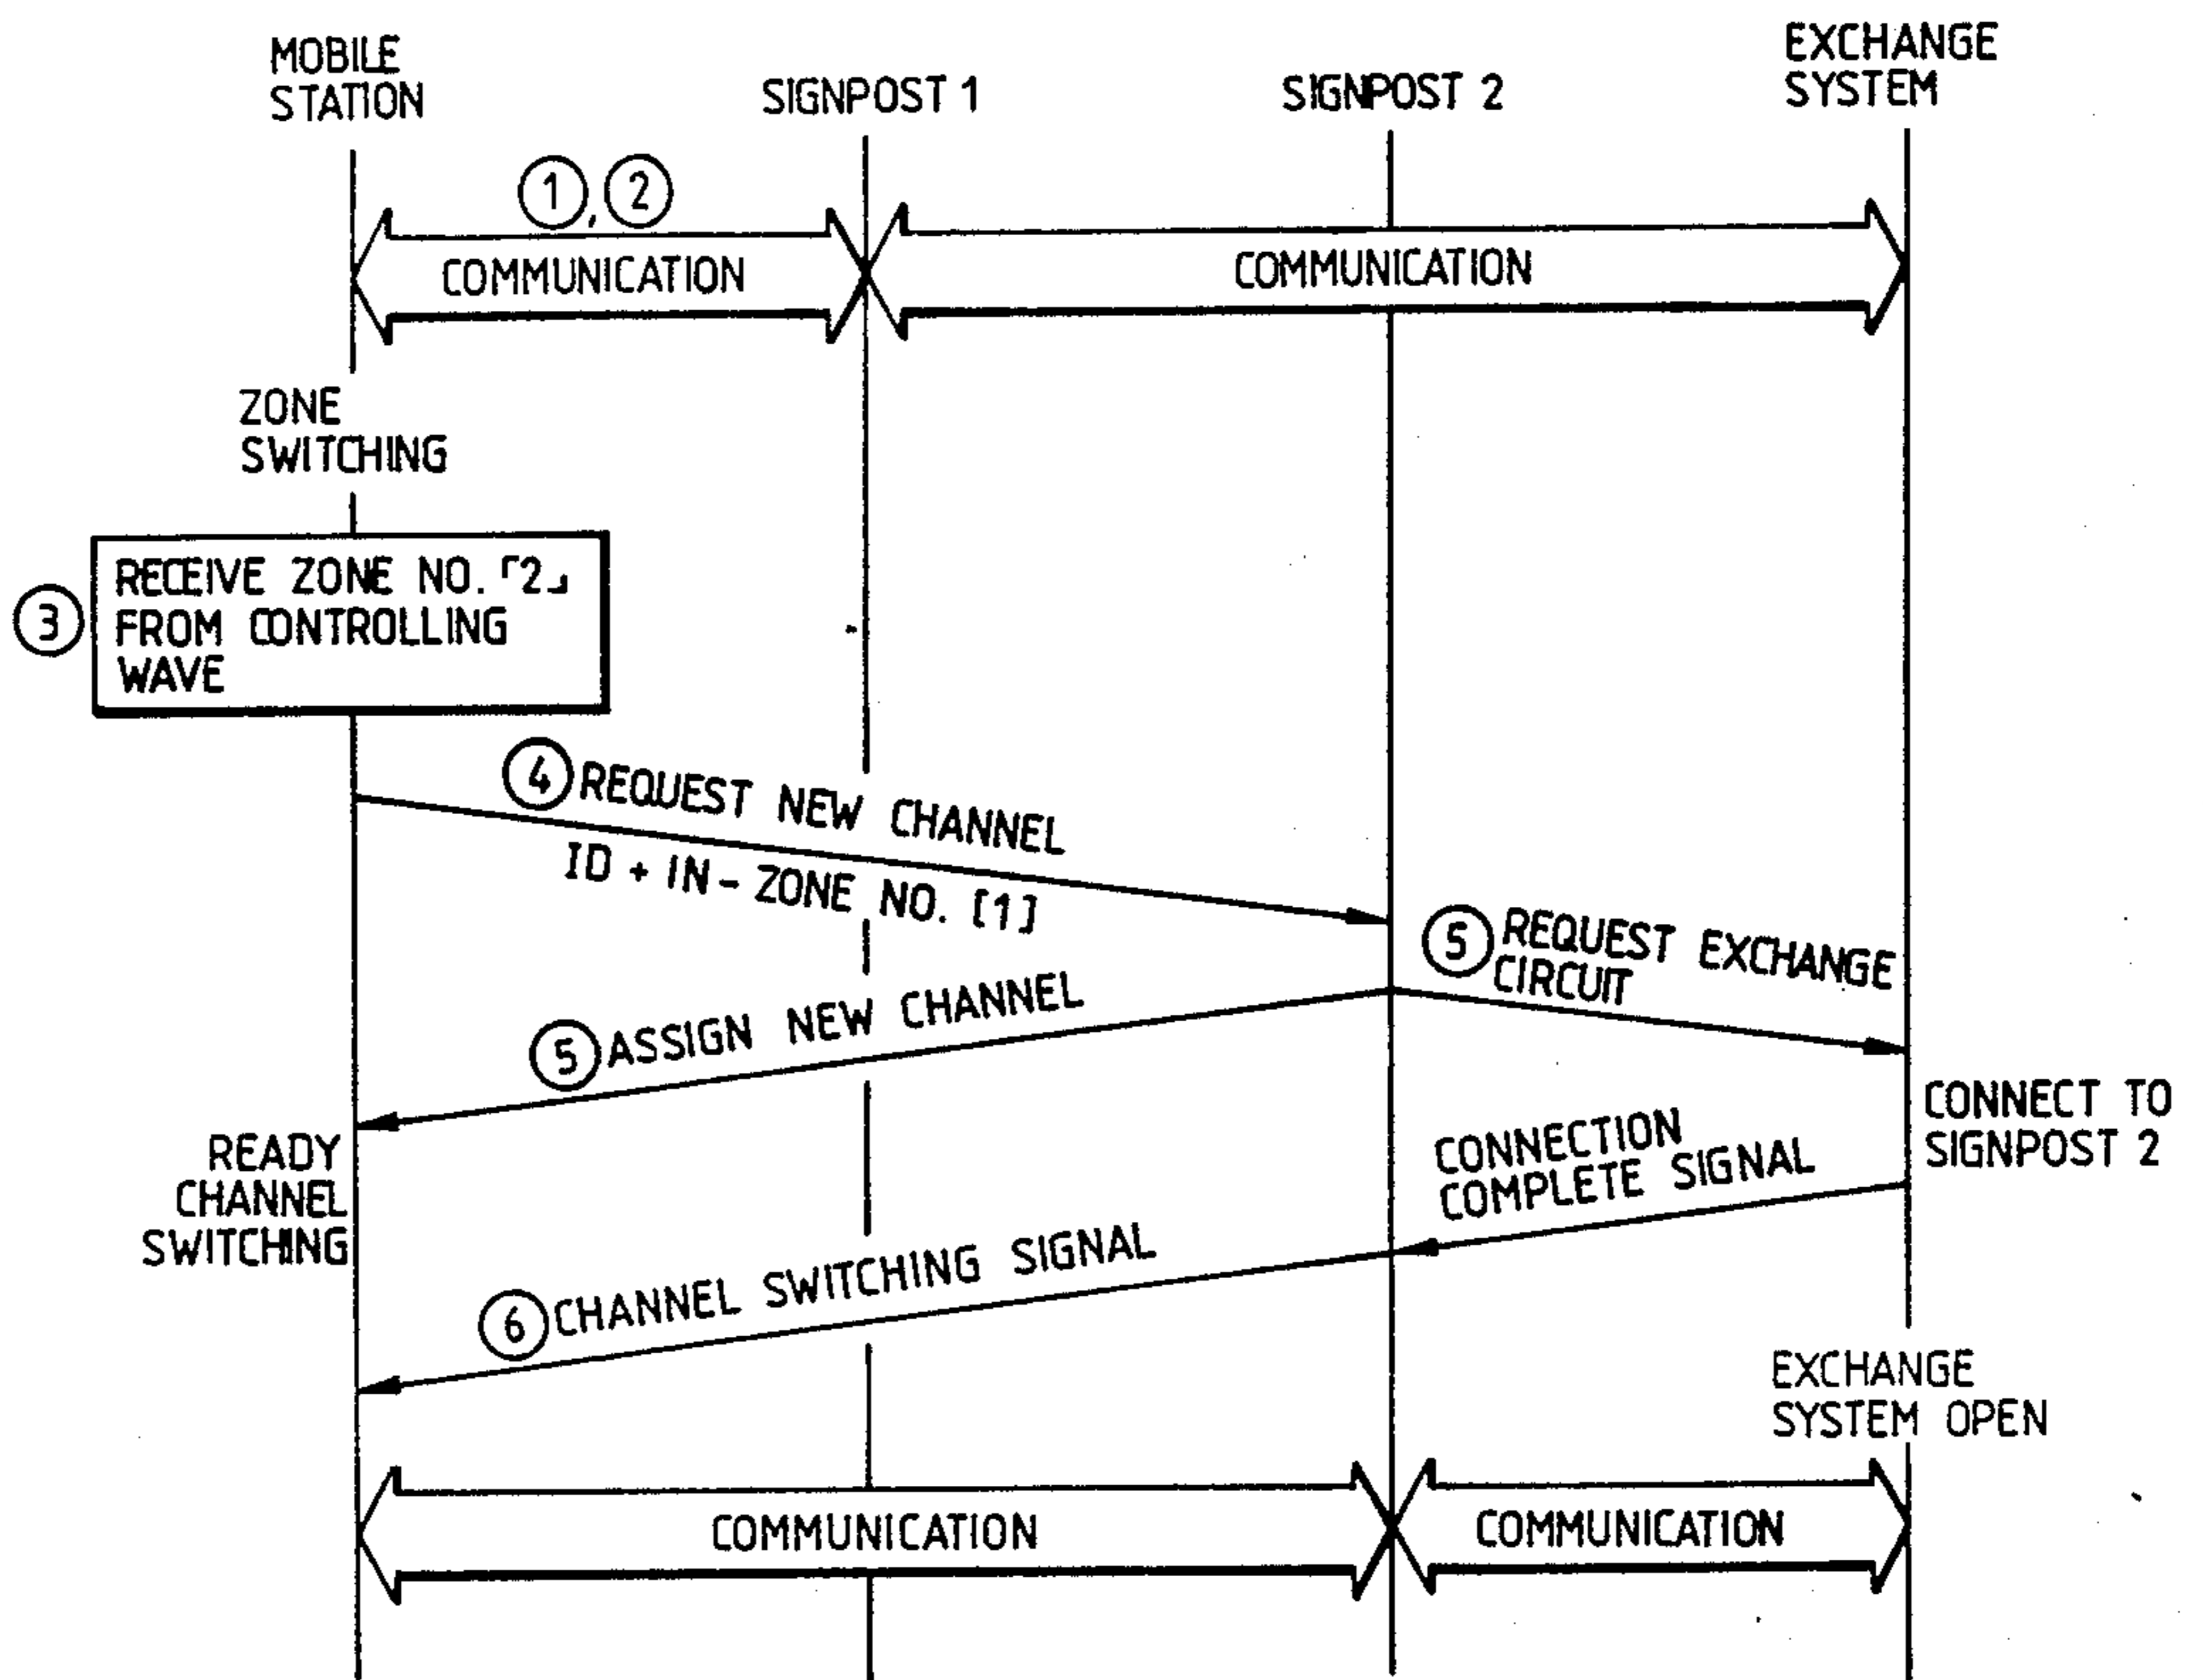 MOBILE
STATION
SIGNPOST 1
SIGNPOST 2
EXCHANGE
SYSTEM
①, ②
COMMUNICATION
COMMUNICATION
ZONE
SWITCHING
③
RECEIVE ZONE NO. 「2」
FROM CONTROLLING
WAVE
④ REQUEST NEW CHANNEL
ID + IN - ZONE NO. [1]
⑤ REQUEST EXCHANGE
CIRCUIT
⑤ ASSIGN NEW CHANNEL
CONNECT TO
SIGNPOST 2
READY
CHANNEL
SWITCHING
CONNECTION
COMPLETE SIGNAL
⑥ CHANNEL SWITCHING SIGNAL
EXCHANGE
SYSTEM OPEN
COMMUNICATION
COMMUNICATION